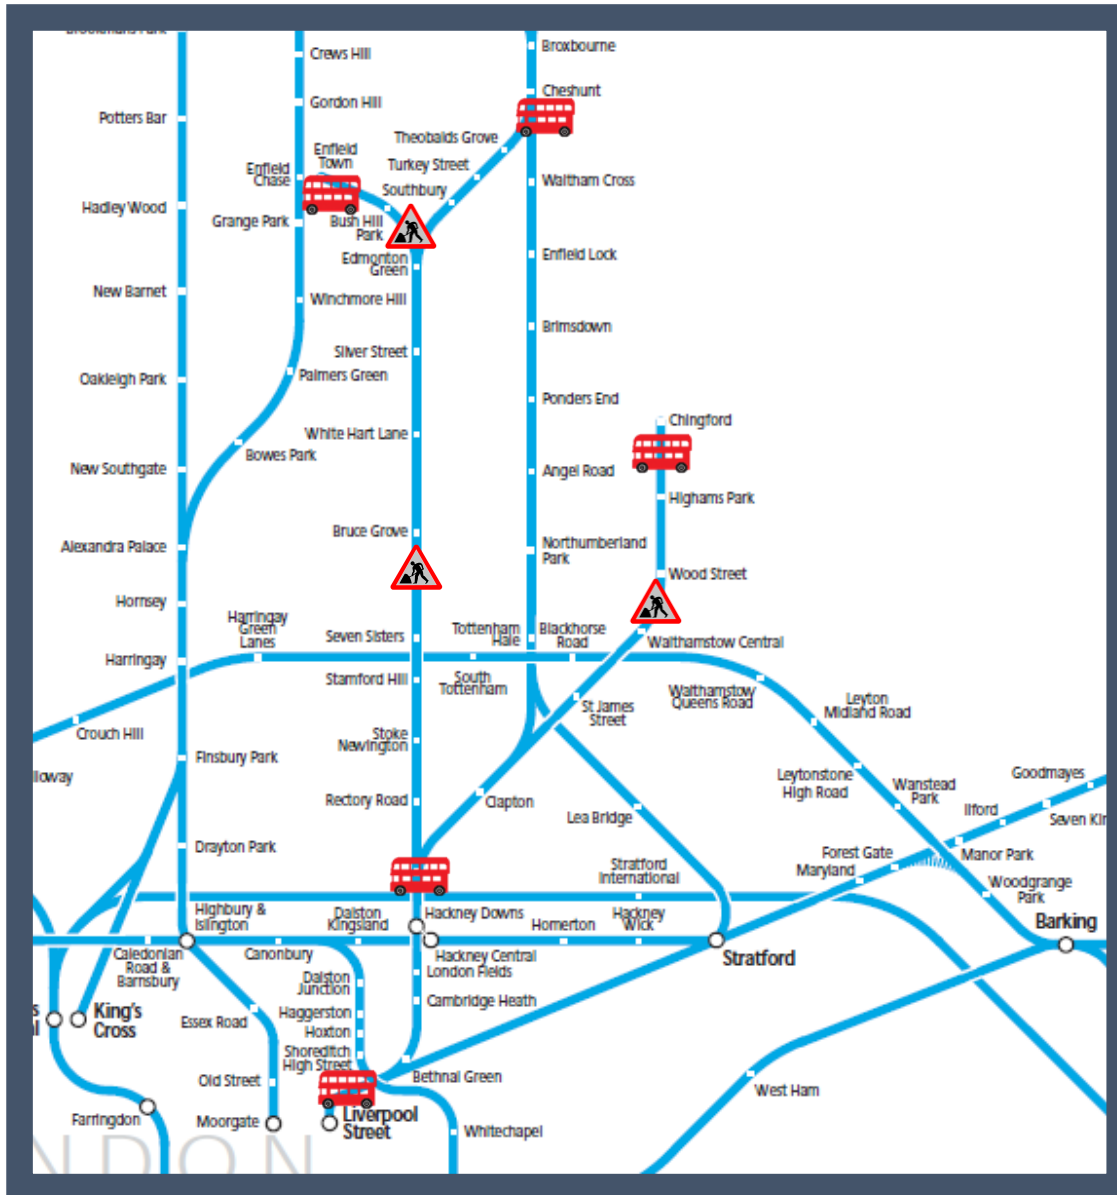 Brookmans Park
Crews Hill
Broxbourne
Cheshunt
Gordon Hill
Potters Bar
Theobalds Grove
Enfield
Town
Turkey Street
Enfield
Chase
Waltham Cross
Southbury
Hadley Wood
Grange Park
Bush Hill
Park
Enfield Lock
Edmonton
Green
New Barnet
Winchmore Hill
Brimsdown
Silver Street
Oakleigh Park
Palmers Green
Ponders End
Chingford
White Hart Lane
Bowes Park
New Southgate
Angel Road
Highams Park
Bruce Grove
Alexandra Palace
Northumberland
Park
Wood Street
Hornsey
Harringay
Green
Lanes
Seven Sisters
Tottenham
Hale
Blackhorse
Road
Walthamstow Central
Harringay
Stamford Hill
South
Tottenham
Walthamstow
Queens Road
Leyton
Midland Road
St James
Street
Crouch Hill
Stoke
Newington
Finsbury Park
lloway
Leytonstone
High Road
Wanstead
Park
Goodmayes
Rectory Road
Clapton
Lea Bridge
Ilford
Seven Kin
Drayton Park
Forest Gate
Maryland
Manor Park
Stratford
International
Woodgrange
Park
Highbury &
Islington
Dalston
Kingsland
Hackney Downs
Homerton
Hackney
Wick
Barking
Caledonian
Road &
Barnsbury
Canonbury
Hackney Central
Stratford
London Fields
Dalston
Junction
Cambridge Heath
s
al
King's
Cross
Essex Road
Haggerston
Hoxton
Shoreditch
High Street
Bethnal Green
Old Street
West Ham
Farringdon
Moorgate
Liverpool
Street
Whitechapel
NDON